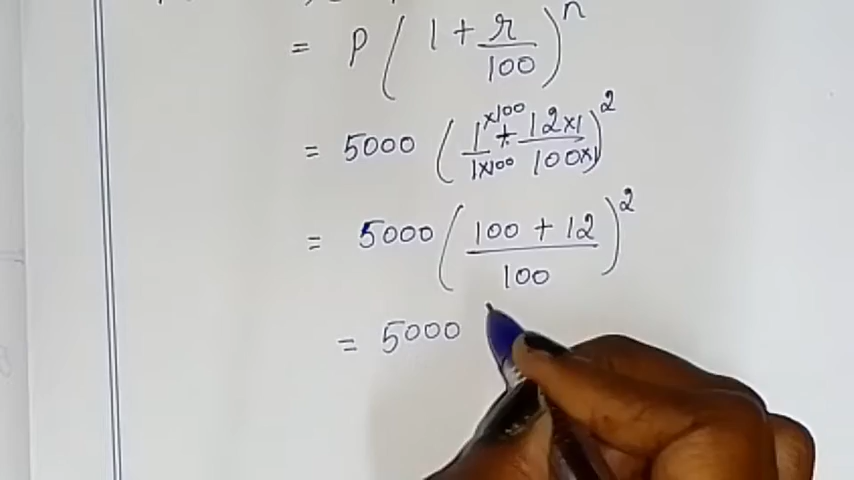 = P ( 1 + r/100 )^n
= 5000 ( 1×100/1×100 + 12×1/100×1 )^2
= 5000 ( 100 + 12 / 100 )^2
= 5000